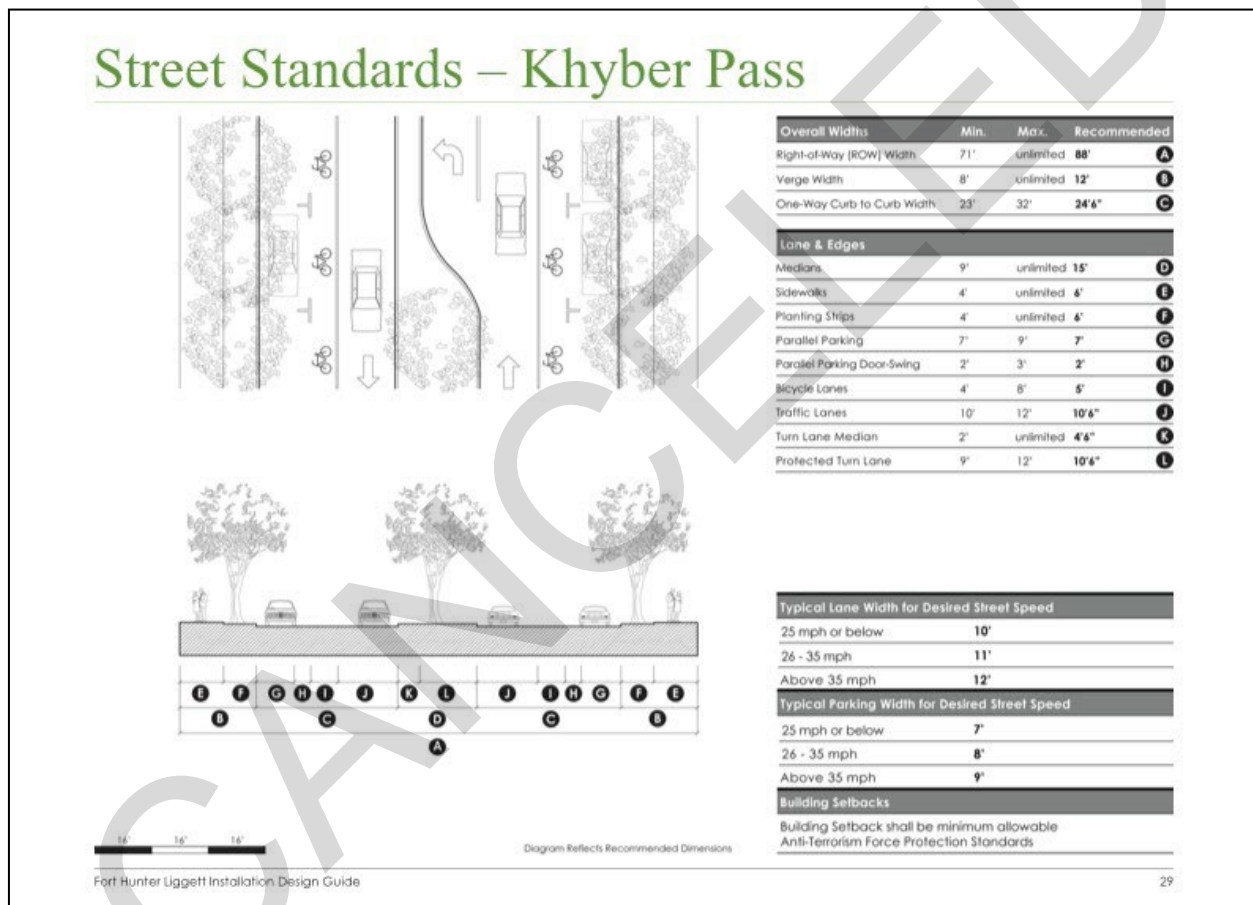 Street Standards – Khyber Pass
Overall Widths Min. Max. Recommended
Right-of-Way (ROW) Width 71' unlimited 88' A
Verge Width 8' unlimited 12' B
One-Way Curb to Curb Width 23' 32' 24'6" C
Lane & Edges
Medians 9' unlimited 15' D
Sidewalks 4' unlimited 6' E
Planting Strips 4' unlimited 6' F
Parallel Parking 7' 9' 7' G
Parallel Parking Door-Swing 2' 3' 2' H
Bicycle Lanes 4' 8' 5' I
Traffic Lanes 10' 12' 10'6" J
Turn Lane Median 2' unlimited 4'6" K
Protected Turn Lane 9' 12' 10'6" L
E F G H I J K L J I H G F E
B C D C B
A
Typical Lane Width for Desired Street Speed
25 mph or below 10'
26 - 35 mph 11'
Above 35 mph 12'
Typical Parking Width for Desired Street Speed
25 mph or below 7'
26 - 35 mph 8'
Above 35 mph 9'
Building Setbacks
Building Setback shall be minimum allowable
Anti-Terrorism Force Protection Standards
16' 16' 16'
Diagram Reflects Recommended Dimensions
Fort Hunter Liggett Installation Design Guide 29
CANCELED